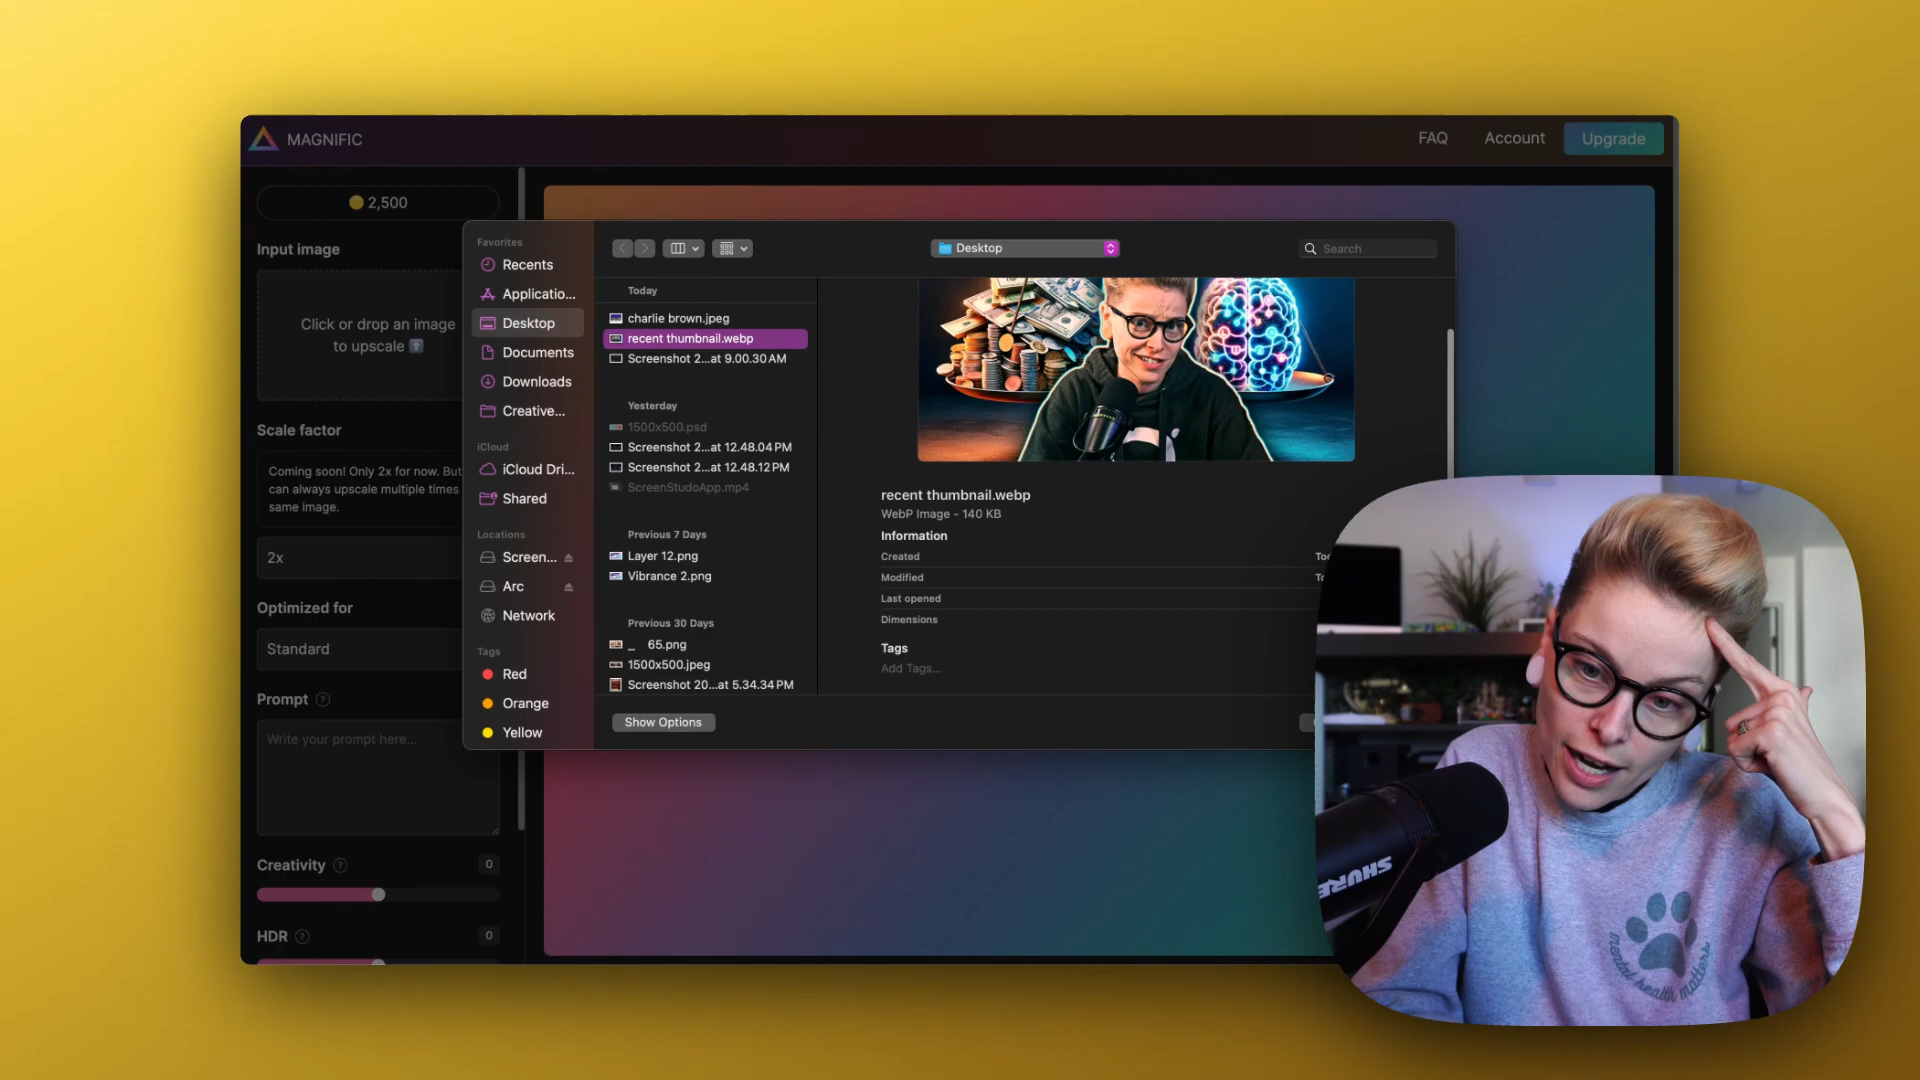 MAGNIFIC
FAQ
Account
Upgrade
2,500
Input image
Click or drop an image
to upscale
Scale factor
Coming soon! Only 2x for now. But
can always upscale multiple times
same image.
2x
Optimized for
Standard
Prompt ?
Write your prompt here...
Creativity ?
0
HDR ?
0
Favorites
Recents
Applicatio...
Desktop
Documents
Downloads
Creative...
iCloud
iCloud Dri...
Shared
Locations
Screen...
Arc
Network
Tags
Red
Orange
Yellow
Desktop
Search
Today
charlie brown.jpeg
recent thumbnail.webp
Screenshot 2...at 9.00.30 AM
Yesterday
1500x500.psd
Screenshot 2...at 12.48.04 PM
Screenshot 2...at 12.48.12 PM
ScreenStudoApp.mp4
Previous 7 Days
Layer 12.png
Vibrance 2.png
Previous 30 Days
_ 65.png
1500x500.jpeg
Screenshot 20...at 5.34.34 PM
Show Options
recent thumbnail.webp
WebP Image - 140 KB
Information
Created
Modified
Last opened
Dimensions
Tags
Add Tags...
SHURE
mental health matters